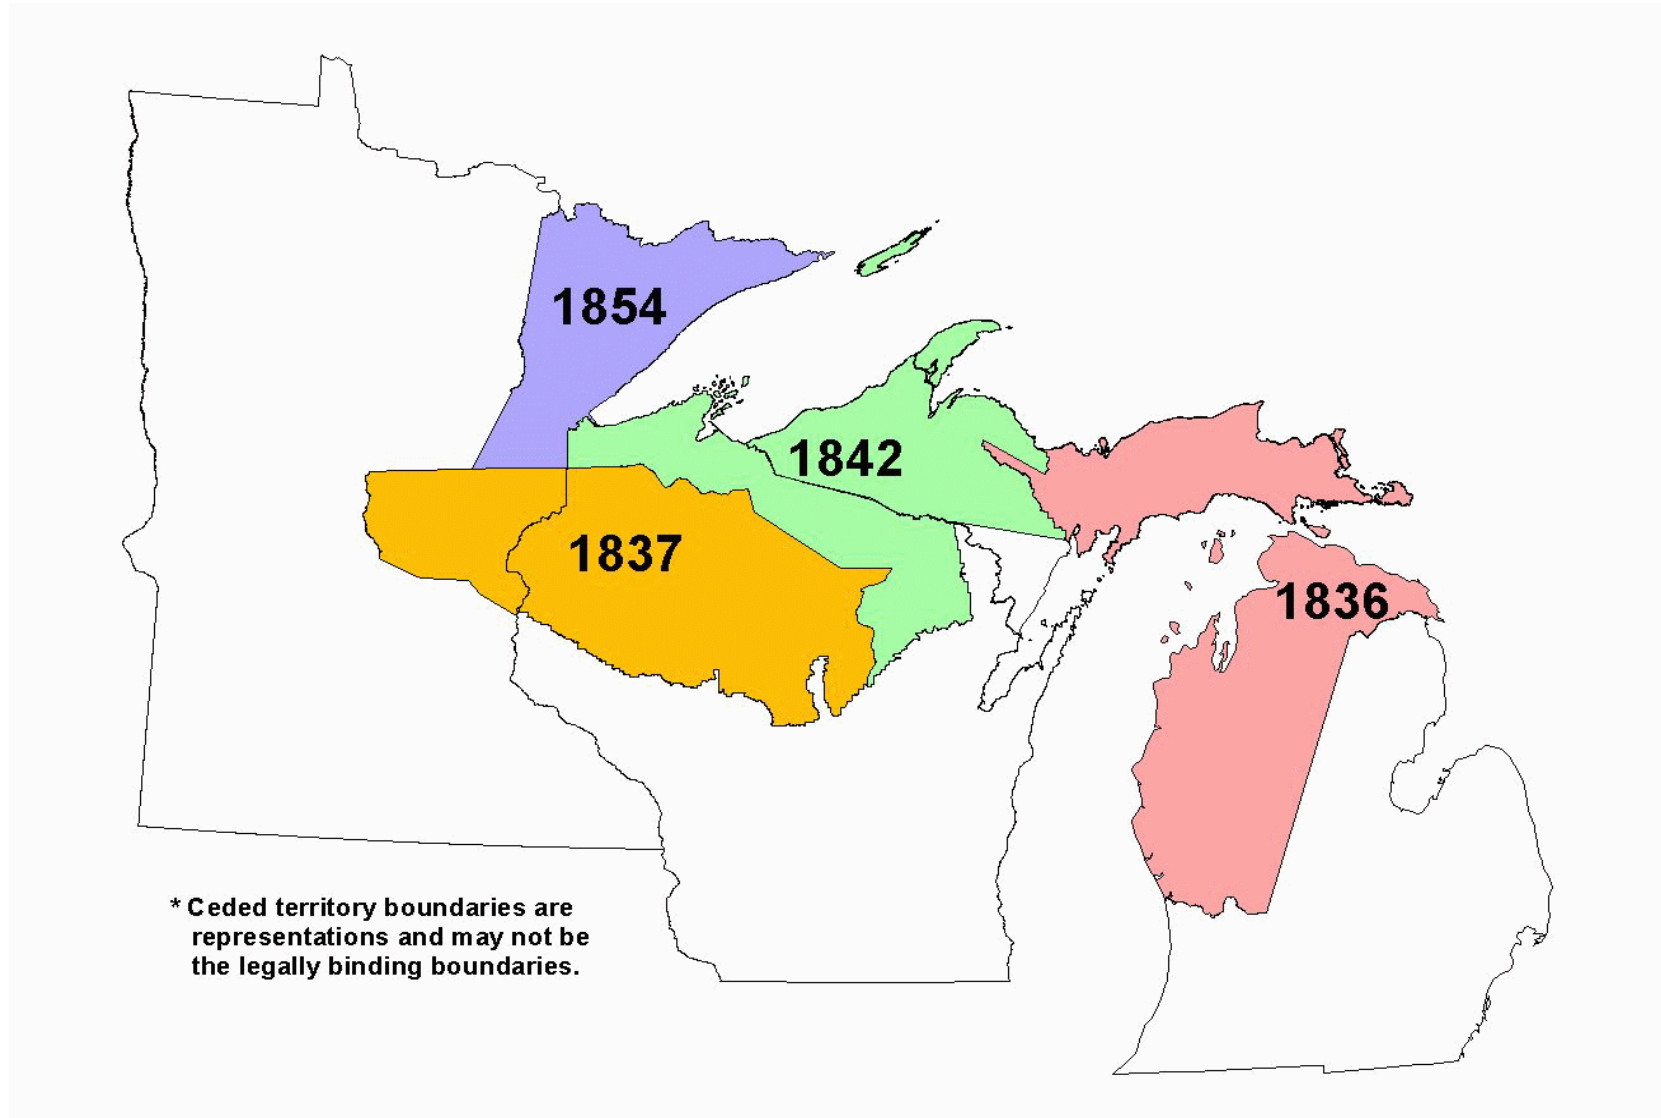 1854
1842
1837
1836
* Ceded territory boundaries are
representations and may not be
the legally binding boundaries.